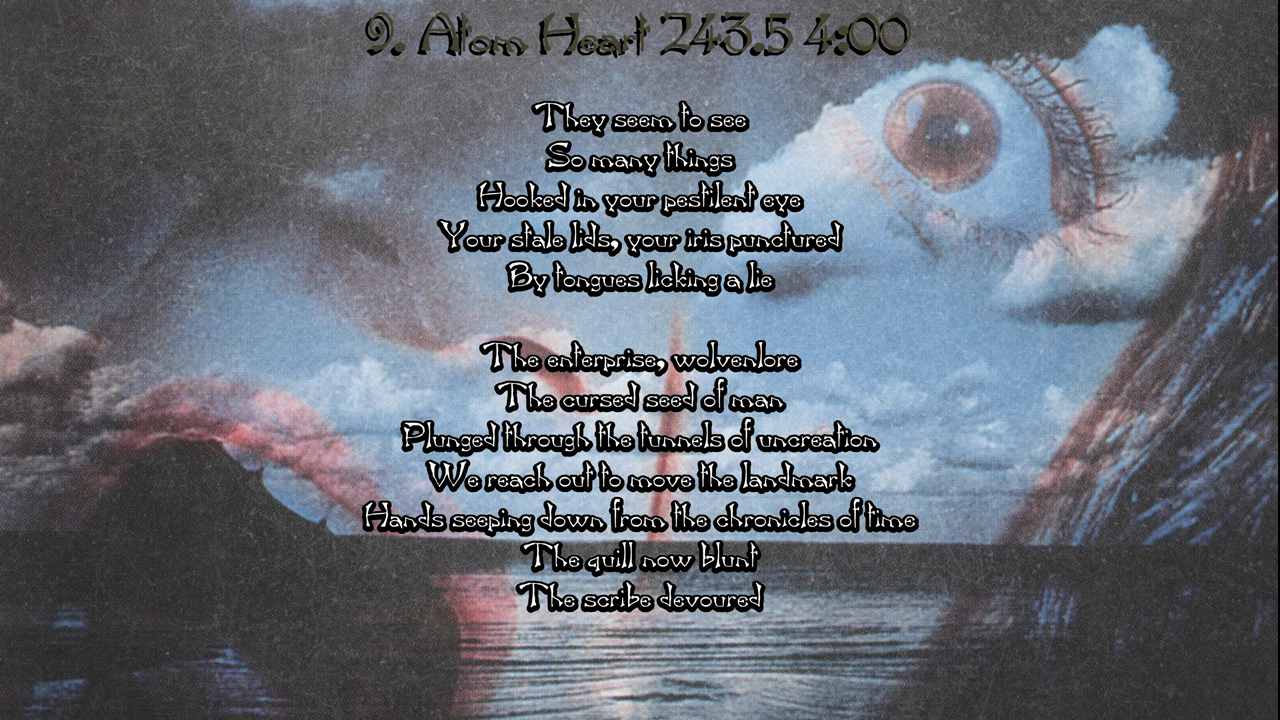 9. Atom Heart 243.5 4:00
They seem to see
So many things
Hooked in your pestilent eye
Your stale lids, your iris punctured
By tongues licking a lie
The enterprise, wolvenlore
The cursed seed of man
Plunged through the tunnels of uncreation
We reach out to move the landmark
Hands seeping down from the chronicles of time
The quill now blunt
The scribe devoured